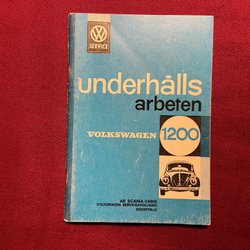 VW
SERVICE
underhålls
arbeten
VOLKSWAGEN 1200
AB SCANIA-VABIS
VOLKSWAGEN SERVICEAVDELNING
SÖDERTÄLJE